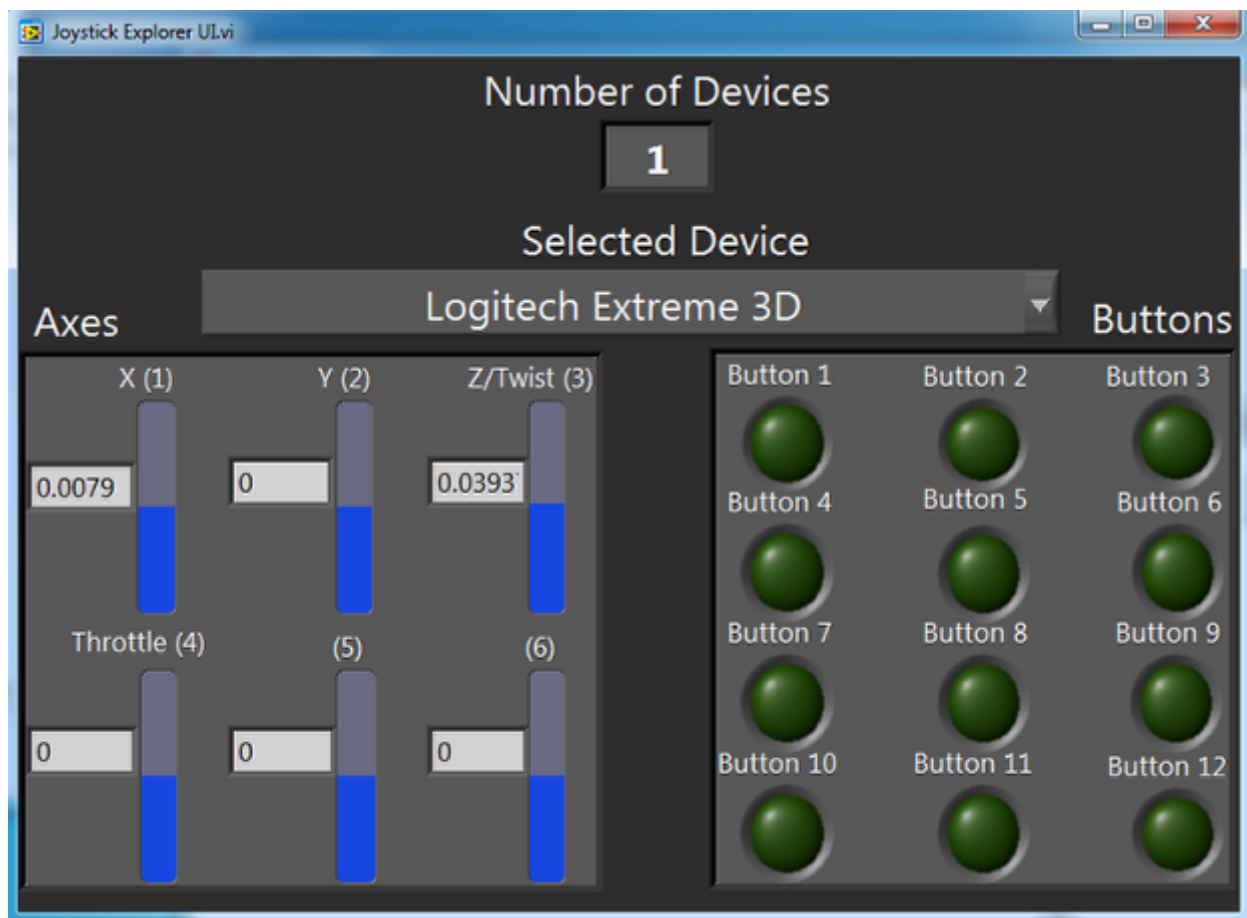 Joystick Explorer UI.vi
Number of Devices
1
Selected Device
Logitech Extreme 3D
Axes
Buttons
X (1) Y (2) Z/Twist (3)
0.0079 0 0.0393
Throttle (4) (5) (6)
0 0 0
Button 1 Button 2 Button 3
Button 4 Button 5 Button 6
Button 7 Button 8 Button 9
Button 10 Button 11 Button 12